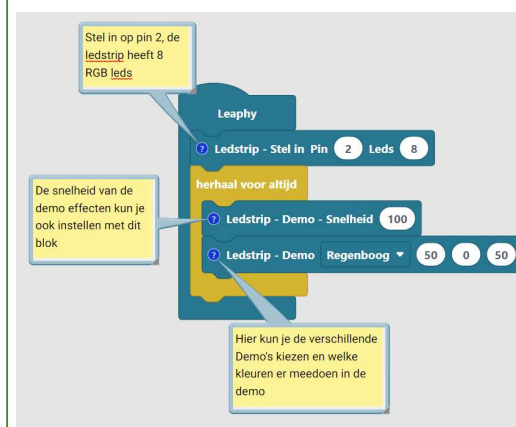 Stel in op pin 2, de
ledstrip heeft 8
RGB leds
Leaphy
Ledstrip - Stel in Pin 2 Leds 8
herhaal voor altijd
De snelheid van de
demo effecten kun je
ook instellen met dit
blok
Ledstrip - Demo - Snelheid 100
Ledstrip - Demo Regenboog 50 0 50
Hier kun je de verschillende
Demo's kiezen en welke
kleuren er meedoen in de
demo